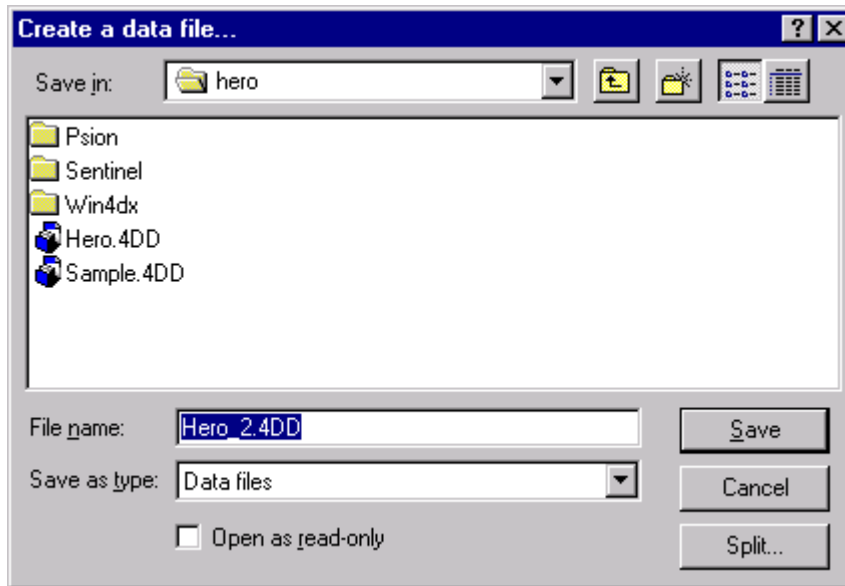 Create a data file...
Save in: hero
Psion
Sentinel
Win4dx
Hero.4DD
Sample.4DD
File name: Hero_2.4DD Save
Save as type: Data files Cancel
Open as read-only Split...